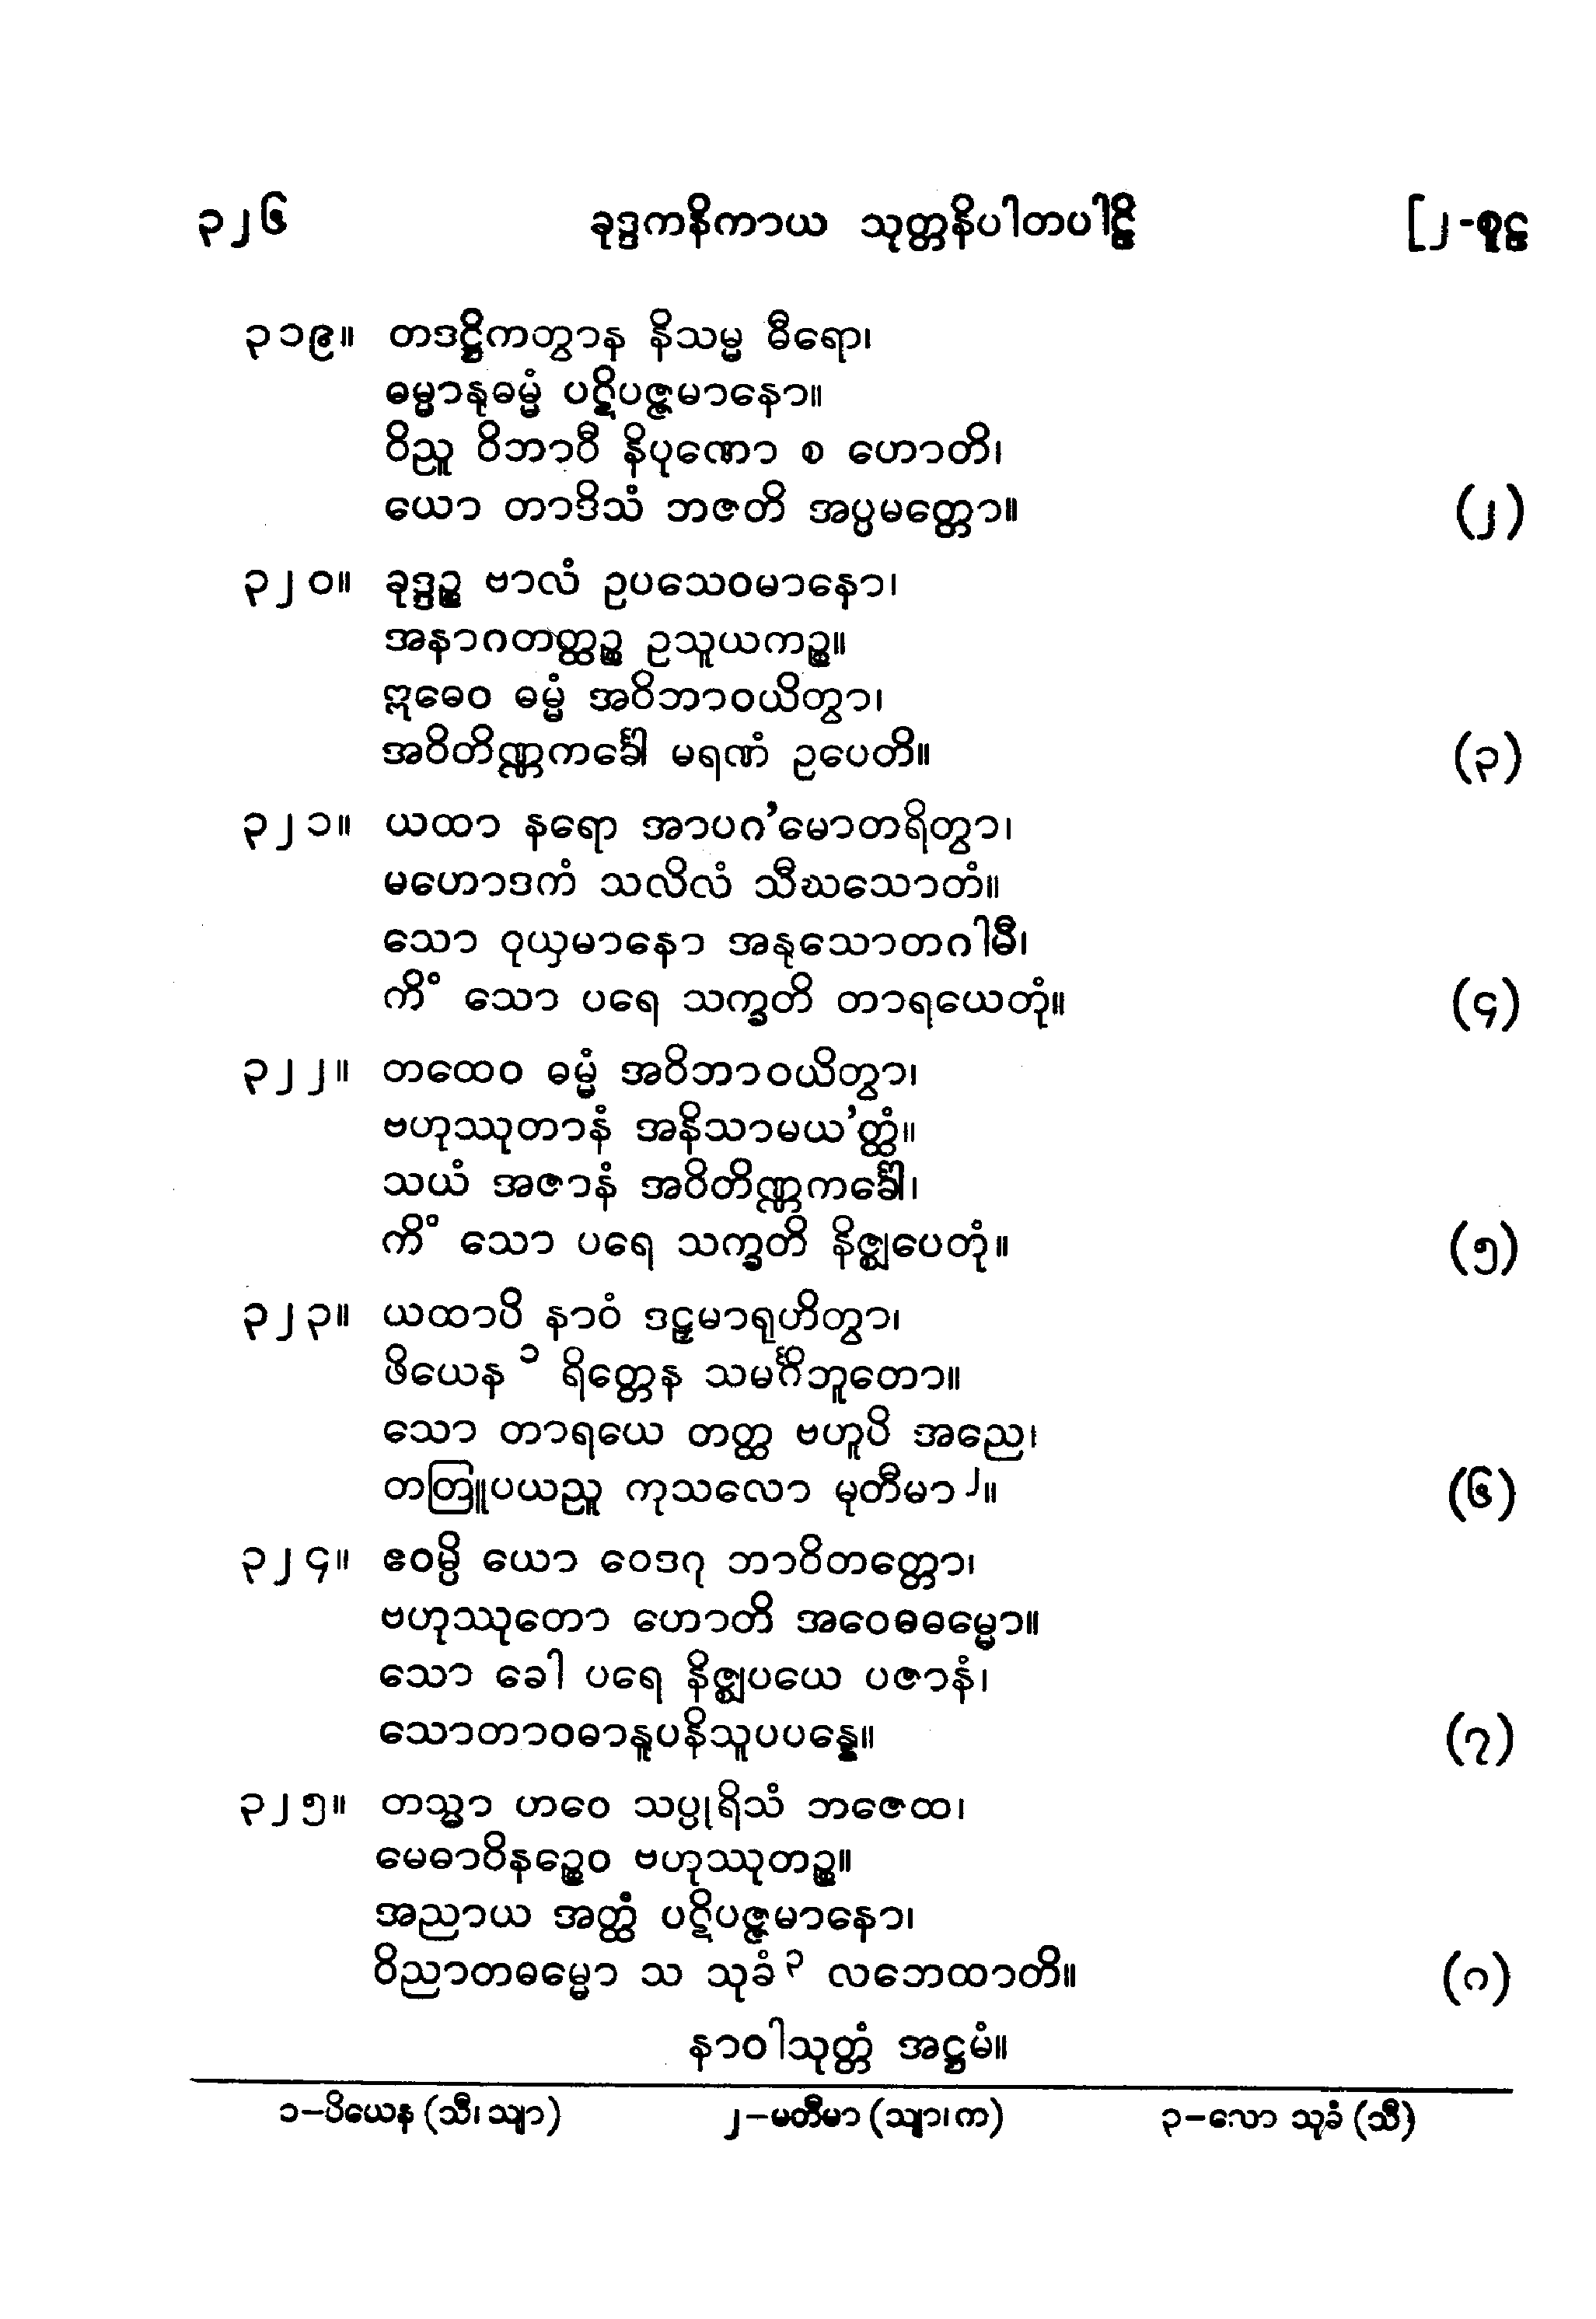 ၃၂၆ ခုဒ္ဒကနိကာယ သုတ္တနိပါတပါဠိ [၂-စူဠ
၃၁၉။ တဒဋ္ဌိကတွာန နိသမ္မ ဓီရော၊
ဓမ္မာနုဓမ္မံ ပဋိပဇ္ဇမာနော။
ဝိညူ ဝိဘာဝီ နိပုဏော စ ဟောတိ၊
ယော တာဒိသံ ဘဇတိ အပ္ပမတ္တော။ (၂)
၃၂၀။ ခုဒ္ဒဉ္စ ဗာလံ ဥပသေဝမာနော၊
အနာဂတတ္ထဉ္စ ဥသူယကဉ္စ။
ဣဓေဝ ဓမ္မံ အဝိဘာဝယိတွာ၊
အဝိတိဏ္ဏကင်္ခေါ မရဏံ ဥပေတိ။ (၃)
၃၂၁။ ယထာ နရော အာပဂ'မောတရိတွာ၊
မဟောဒကံ သလိလံ သီဃသောတံ။
သော ဝုယှမာနော အနုသောတဂါမီ၊
ကိံ သော ပရေ သက္ခတိ တာရယေတုံ။ (၄)
၃၂၂။ တထေဝ ဓမ္မံ အဝိဘာဝယိတွာ၊
ဗဟုဿုတာနံ အနိသာမယ'တ္ထံ။
သယံ အဇာနံ အဝိတိဏ္ဏကင်္ခေါ၊
ကိံ သော ပရေ သက္ခတိ နိဇ္ဈပေတုံ။ (၅)
၃၂၃။ ယထာပိ နာဝံ ဒဠှမာရုဟိတွာ၊
ဖိယေန ၁ ရိတ္တေန သမင်္ဂိဘူတော။
သော တာရယေ တတ္ထ ဗဟူပိ အညေ၊
တတြူပယညူ ကုသလော မုတီမာ ၂။ (၆)
၃၂၄။ ဧဝမ္ပိ ယော ဝေဒဂု ဘာဝိတတ္တော၊
ဗဟုဿုတော ဟောတိ အဝေဓဓမ္မော။
သော ခေါ ပရေ နိဇ္ဈပယေ ပဇာနံ၊
သောတာဝဓာနူပနိသူပပန္နေ။ (၇)
၃၂၅။ တသ္မာ ဟဝေ သပ္ပုရိသံ ဘဇေထ၊
မေဓာဝိနဉ္စေဝ ဗဟုဿုတဉ္စ။
အညာယ အတ္ထံ ပဋိပဇ္ဇမာနော၊
ဝိညာတဓမ္မော သ သုခံ ၃ လဘေထာတိ။ (၈)
နာဝါသုတ္တံ အဋ္ဌမံ။
၁–ပိယေန (သီ၊ သျာ) ၂–မတီမာ (သျာ၊ က) ၃–လော သုခံ (သီ)